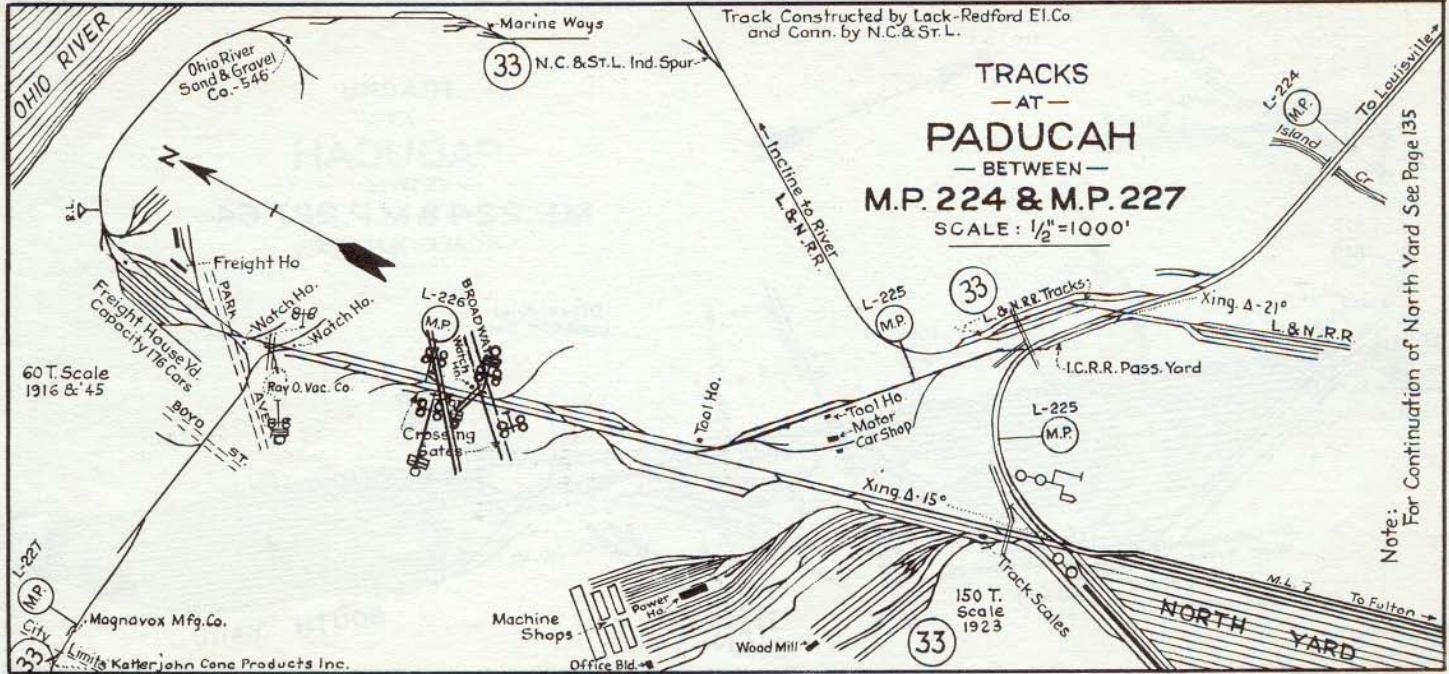 TRACKS
- AT -
PADUCAH
- BETWEEN -
M.P. 224 & M.P. 227
SCALE: 1/2"=1000'
Track Constructed by Lack-Redford El. Co.
and Conn. by N.C. & ST. L.
OHIO RIVER
Ohio River
Sand & Gravel
Co.-546
Marine Ways
33
N.C. & ST. L. Ind. Spur
N
R.L.
Freight Ho
Freight House Yd.
Capacity 176 Cars
60 T. Scale
1916 & '45
PARK
AVE
Watch Ho.
Watch Ho.
Ray O. Vac. Co.
BOYD
ST.
L-226
M.P.
BROADWAY
Watch
Ho.
Crossing
Gates
Incline to River
L. & N. R.R.
L-225
M.P.
33
L. & N. RR. Tracks
L-224
M.P.
Island
Cr
To Louisville
Xing. Δ-21°
L. & N. R.R.
I.C.R.R. Pass. Yard
Tool Ho.
Tool Ho.
Motor
Car Shop
L-225
M.P.
Xing. Δ-15°
Note:
For Continuation of North Yard See Page 135
L-227
M.P.
City
Limits
33
Magnavox Mfg. Co.
Katterjohn Conc Products Inc.
Machine
Shops
Power
Ho.
Office Bld.
Wood Mill
33
150 T.
Scale
1923
Track Scales
M.L. 7
To Fulton
NORTH YARD